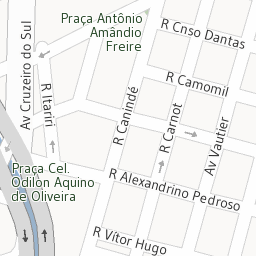 Praça Antônio
Amândio
Freire
R Cnso Dantas
Av Cruzeiro do Sul
R Itariri
R Camomil
R Canindé
R Carnot
Av Vautier
Praça Cel.
Odilon Aquino
de Oliveira
R Alexandrino Pedroso
R Vítor Hugo